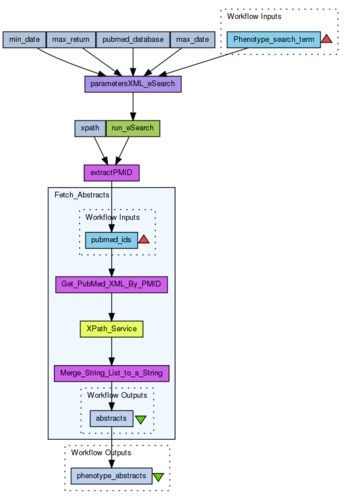 Workflow Inputs
min_date
max_return
pubmed_database
max_date
Phenotype_search_term
parametersXML_eSearch
xpath
run_eSearch
extractPMID
Fetch_Abstracts
Workflow Inputs
pubmed_ids
Get_PubMed_XML_By_PMID
XPath_Service
Merge_String_List_to_a_String
Workflow Outputs
abstracts
Workflow Outputs
phenotype_abstracts